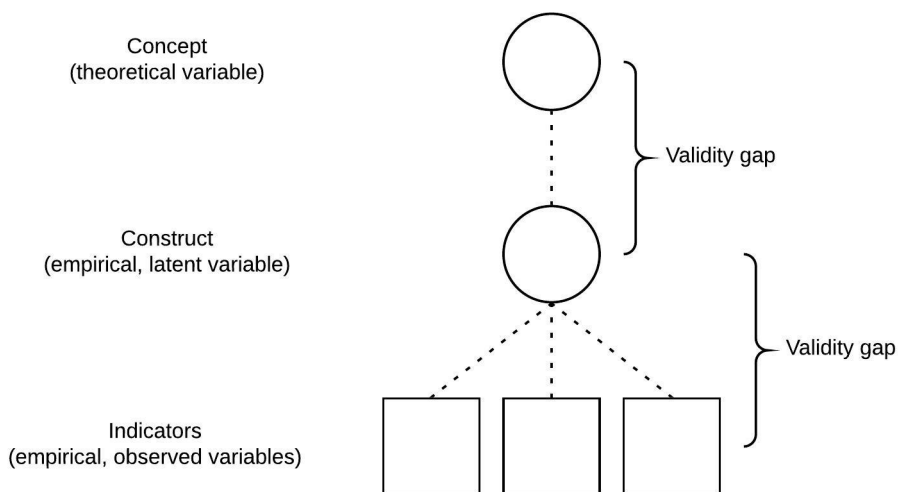 Concept
(theoretical variable)
Validity gap
Construct
(empirical, latent variable)
Validity gap
Indicators
(empirical, observed variables)